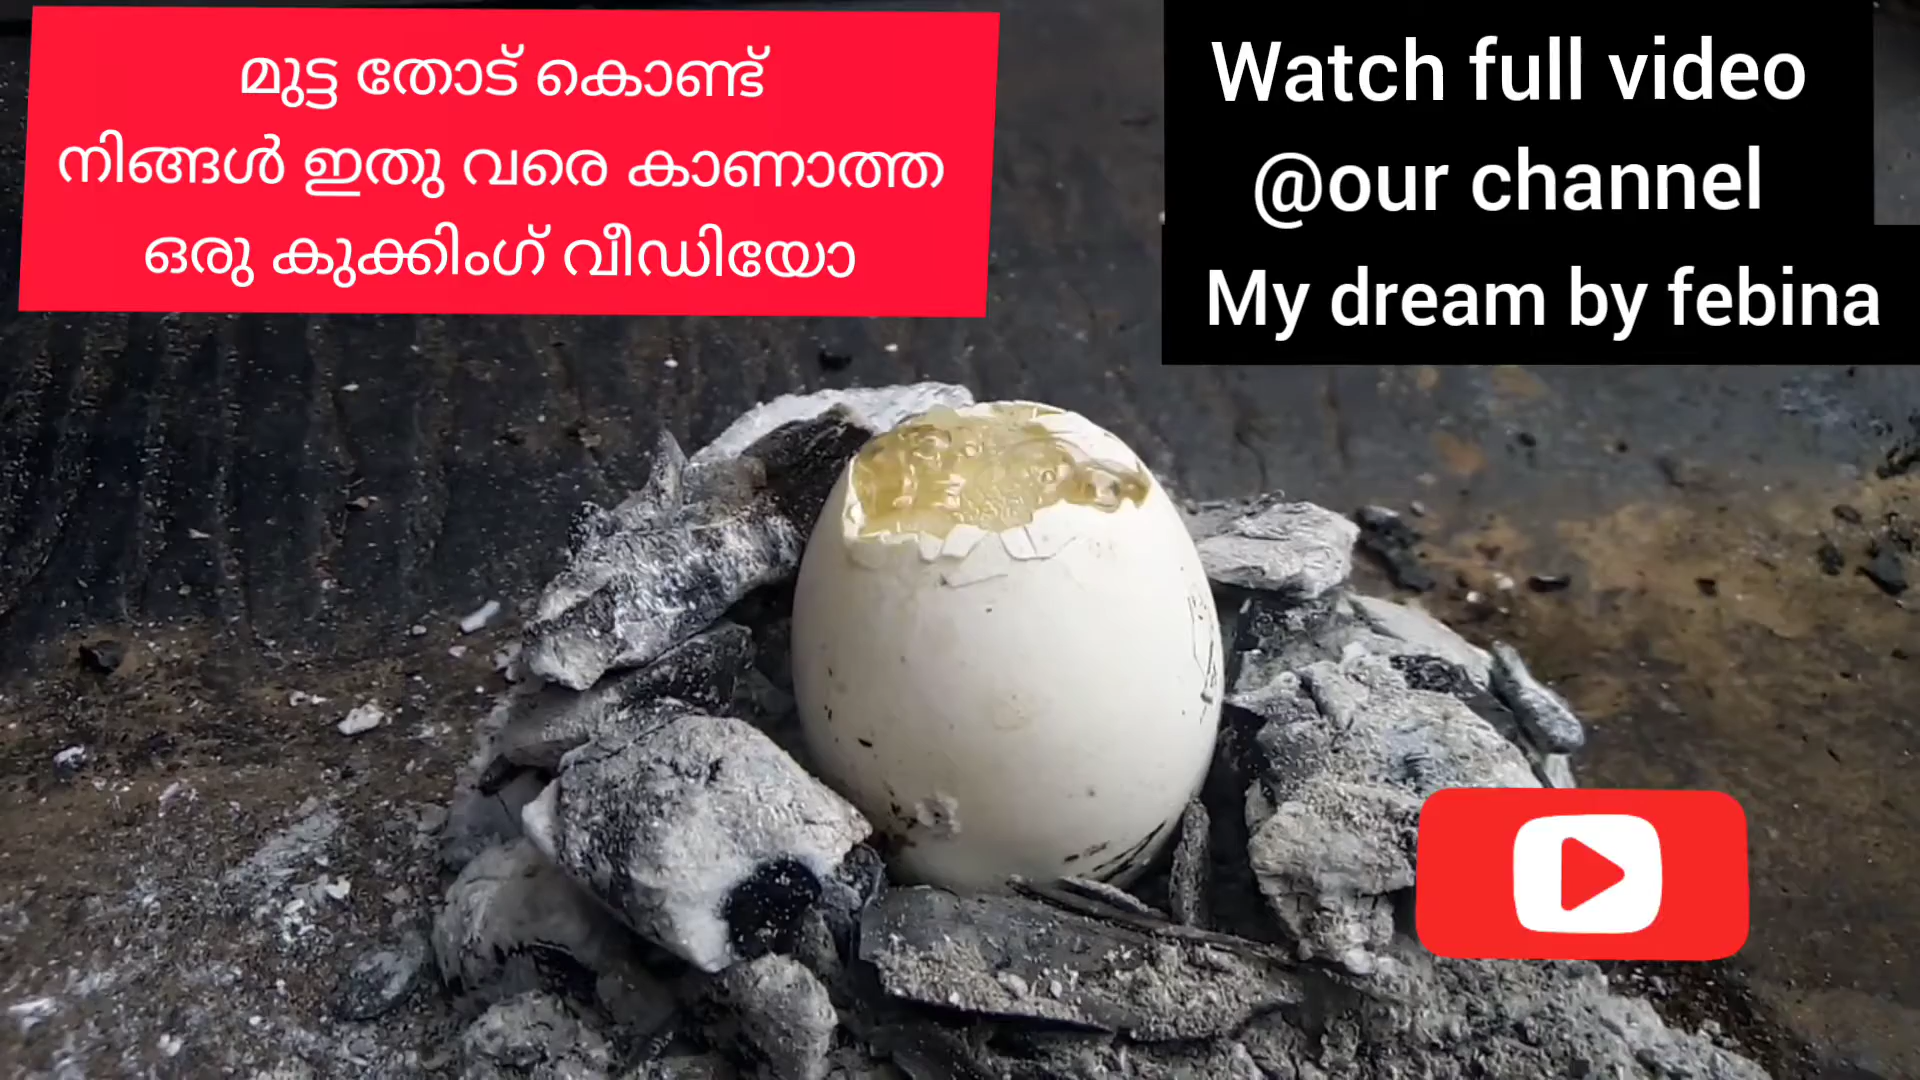 മുട്ട തോട് കൊണ്ട്
നിങ്ങൾ ഇതു വരെ കാണാത്ത
ഒരു കുക്കിംഗ് വീഡിയോ
Watch full video
@our channel
My dream by febina